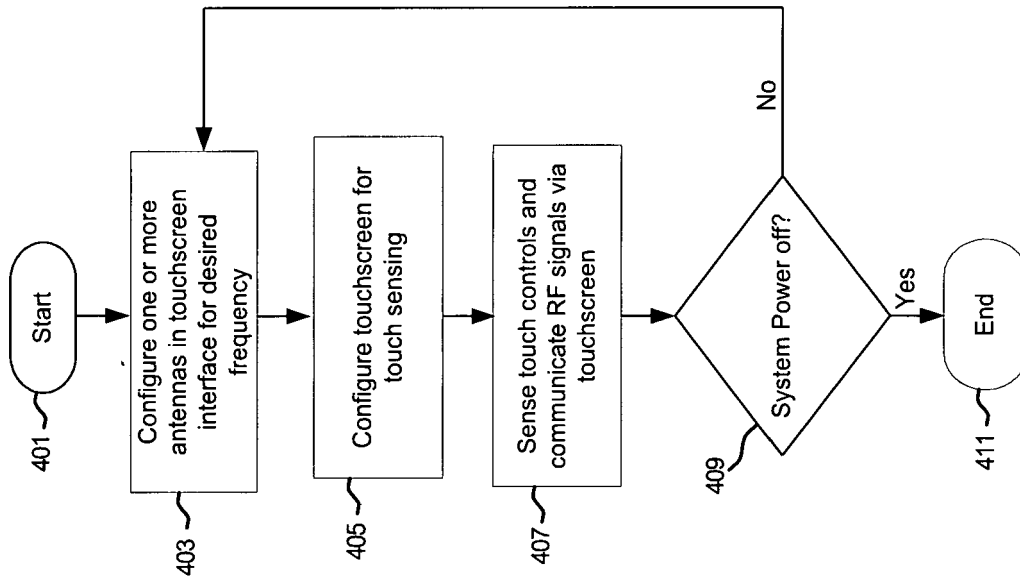 Start
401
Configure one or more
antennas in touchscreen
interface for desired
frequency
403
Configure touchscreen for
touch sensing
405
Sense touch controls and
communicate RF signals via
touchscreen
407
System Power off?
409
No
Yes
End
411